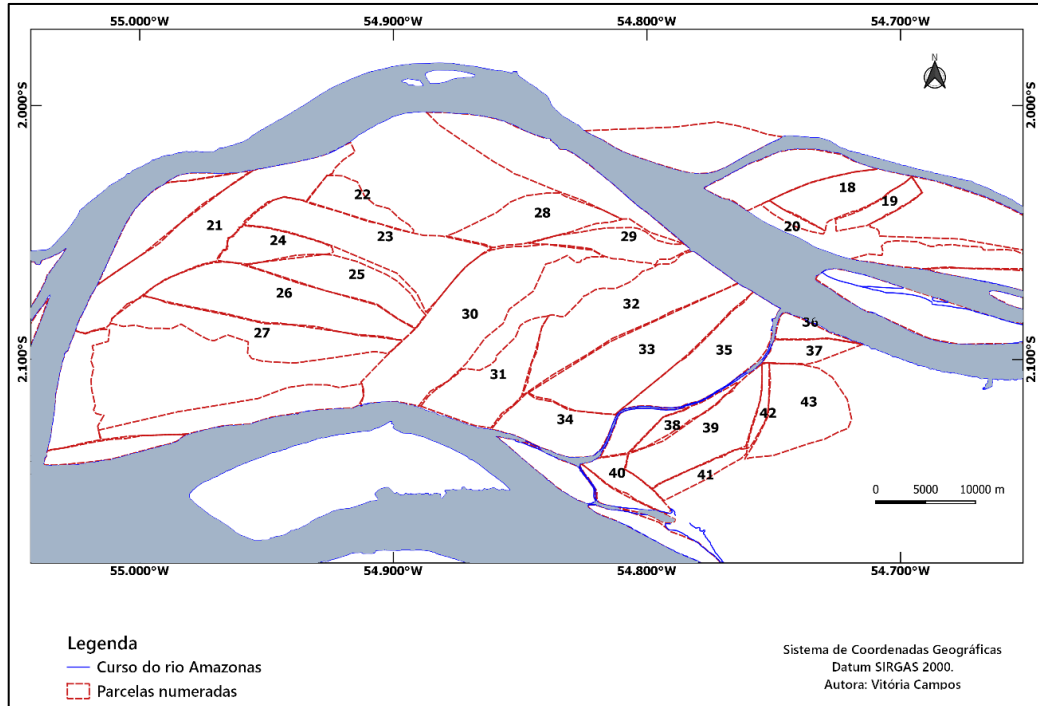 55.000°W 54.900°W 54.800°W 54.700°W
N
2.000°S 2.000°S
18
22 19
21 28
20
23 29
24
25
26 32
30
36
27 33 35 37
2.100°S 2.100°S
31
43
34 42
38 39
40 41
0 5000 10000 m
55.000°W 54.900°W 54.800°W 54.700°W
Legenda
Curso do rio Amazonas
Parcelas numeradas
Sistema de Coordenadas Geográficas
Datum SIRGAS 2000.
Autora: Vitória Campos